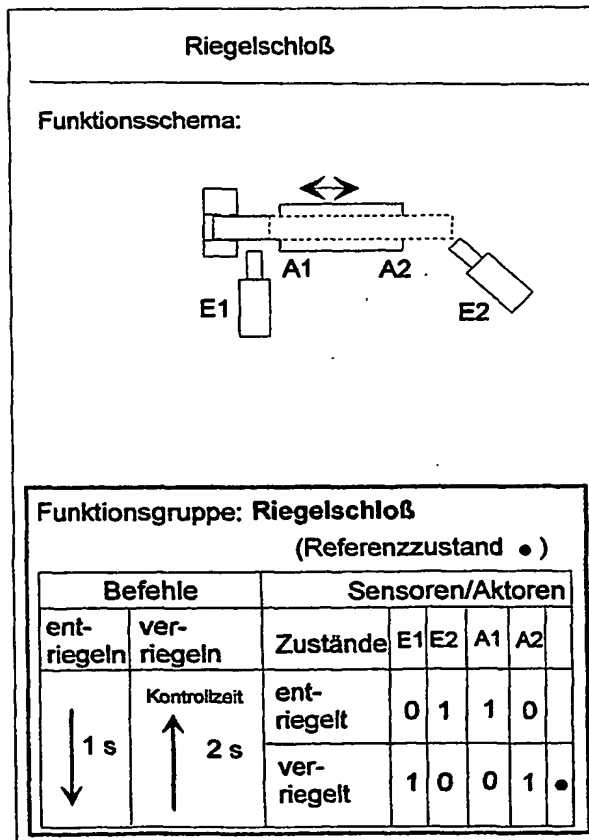 Riegelschloß
Funktionsschema:
A1 A2
E1 E2
Funktionsgruppe: Riegelschloß
(Referenzzustand ● )
Befehle Sensoren/Aktoren
ent-
riegeln
ver-
riegeln
Zustände E1 E2 A1 A2
Kontrollzeit
1 s 2 s
ent-
riegelt 0 1 1 0
ver-
riegelt 1 0 0 1 ●